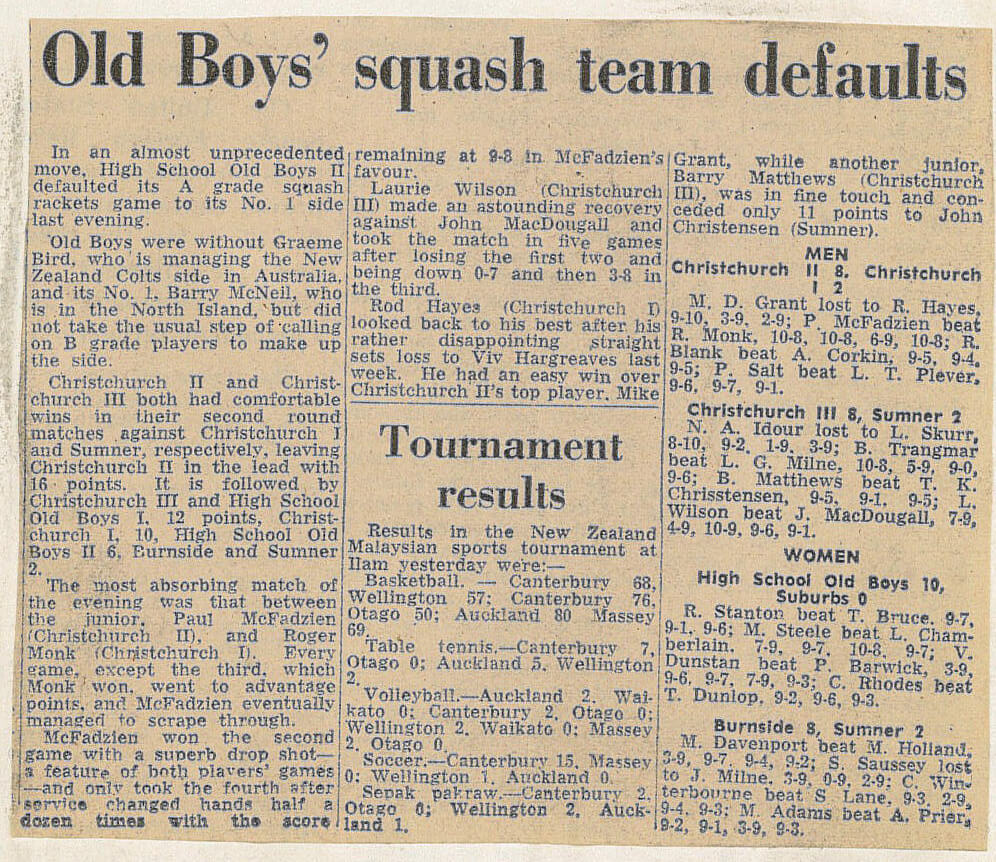 Old Boys' squash team defaults
In an almost unprecedented
move, High School Old Boys II
defaulted its A grade squash
rackets game to its No. 1 side
last evening.
Old Boys were without Graeme
Bird, who is managing the New
Zealand Colts side in Australia,
and its No. 1, Barry McNeil, who
is in the North Island, but did
not take the usual step of calling
on B grade players to make up
the side.
Christchurch II and Christ-
church III both had comfortable
wins in their second round
matches against Christchurch I
and Sumner, respectively, leaving
Christchurch II in the lead with
16 points. It is followed by
Christchurch III and High School
Old Boys I, 12 points, Christ-
church I, 10, High School Old
Boys II 6, Burnside and Sumner
2.
The most absorbing match of
the evening was that between
the junior, Paul McFadzien
(Christchurch II), and Roger
Monk (Christchurch I). Every
game, except the third, which
Monk won, went to advantage
points, and McFadzien eventually
managed to scrape through.
McFadzien won the second
game with a superb drop shot—
a feature of both players' games
—and only took the fourth after
service changed hands half a
dozen times with the score
remaining at 9-8 in McFadzien's
favour.
Laurie Wilson (Christchurch
III) made an astounding recovery
against John MacDougall and
took the match in five games
after losing the first two and
being down 0-7 and then 3-8 in
the third.
Rod Hayes (Christchurch I)
looked back to his best after his
rather disappointing straight
sets loss to Viv Hargreaves last
week. He had an easy win over
Christchurch II's top player, Mike
Grant, while another junior,
Barry Matthews (Christchurch
III), was in fine touch and con-
ceded only 11 points to John
Christensen (Sumner).
MEN
Christchurch II 8, Christchurch
I 2
M. D. Grant lost to R. Hayes,
9-10, 3-9, 2-9; P. McFadzien beat
R. Monk, 10-8, 10-8, 6-9, 10-8; R.
Blank beat A. Corkin, 9-5, 9-4,
9-5; P. Salt beat L. T. Plever,
9-6, 9-7, 9-1.
Christchurch III 8, Sumner 2
N. A. Idour lost to L. Skurr,
8-10, 9-2, 1-9, 3-9; B. Trangmar
beat L. G. Milne, 10-8, 5-9, 9-0,
9-6; B. Matthews beat T. K.
Chrisstensen, 9-5, 9-1, 9-5; L.
Wilson beat J. MacDougall, 7-9,
4-9, 10-9, 9-6, 9-1.
WOMEN
High School Old Boys 10,
Suburbs 0
R. Stanton beat T. Bruce, 9-7,
9-1, 9-6; M. Steele beat L. Cham-
berlain, 7-9, 9-7, 10-8, 9-7; V.
Dunstan beat P. Barwick, 3-9,
9-6, 9-7, 7-9, 9-3; C. Rhodes beat
T. Dunlop, 9-2, 9-6, 9-3.
Burnside 8, Sumner 2
M. Davenport beat M. Holland,
3-9, 9-7, 9-4, 9-2; S. Saussey lost
to J. Milne, 3-9, 0-9, 2-9; C. Win-
terbourne beat S. Lane, 9-3, 2-9,
9-4, 9-3; M. Adams beat A. Prier,
9-2, 9-1, 3-9, 9-3.
Tournament
results
Results in the New Zealand
Malaysian sports tournament at
11am yesterday were:—
Basketball. — Canterbury 68,
Wellington 57; Canterbury 76,
Otago 50; Auckland 80 Massey
69.
Table tennis.—Canterbury 7,
Otago 0; Auckland 5, Wellington
2.
Volleyball.—Auckland 2, Wai-
kato 0; Canterbury 2, Otago 0;
Wellington 2, Waikato 0; Massey
2, Otago 0.
Soccer.—Canterbury 15, Massey
0; Wellington 1, Auckland 0.
Sepak pakraw.—Canterbury 2,
Otago 0; Wellington 2, Auck-
land 1.